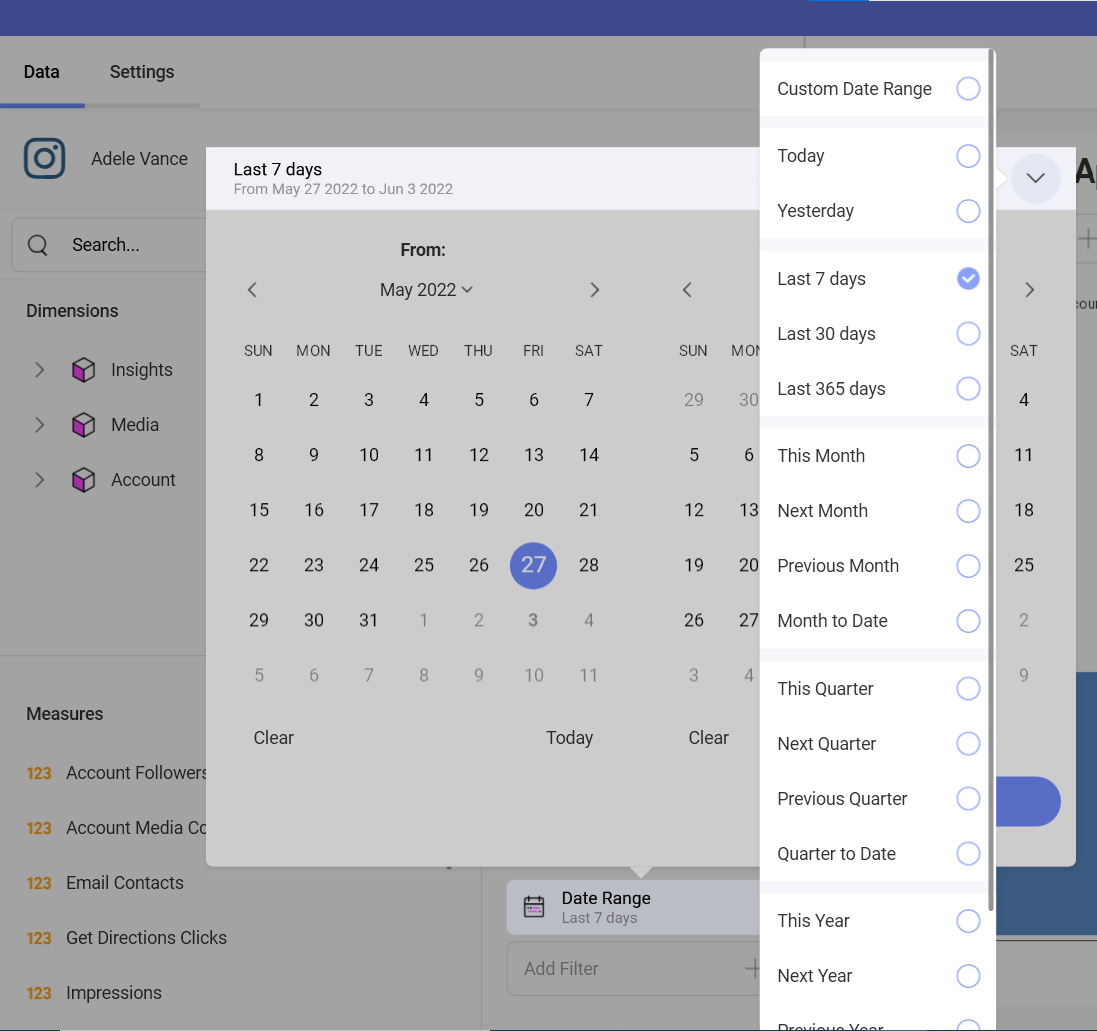 Data Settings
Adele Vance
Search...
Dimensions
Insights
Media
Account
Measures
123 Account Followers
123 Account Media Co
123 Email Contacts
123 Get Directions Clicks
123 Impressions
Last 7 days
From May 27 2022 to Jun 3 2022
From:
May 2022
SUN MON TUE WED THU FRI SAT
1 2 3 4 5 6 7
8 9 10 11 12 13 14
15 16 17 18 19 20 21
22 23 24 25 26 27 28
29 30 31 1 2 3 4
5 6 7 8 9 10 11
Clear Today
SUN MON SAT
29 30 4
5 6 11
12 13 18
19 20 25
26 27 2
3 4 9
Clear
Custom Date Range
Today
Yesterday
Last 7 days
Last 30 days
Last 365 days
This Month
Next Month
Previous Month
Month to Date
This Quarter
Next Quarter
Previous Quarter
Quarter to Date
This Year
Next Year
Previous Year
Date Range
Last 7 days
Add Filter